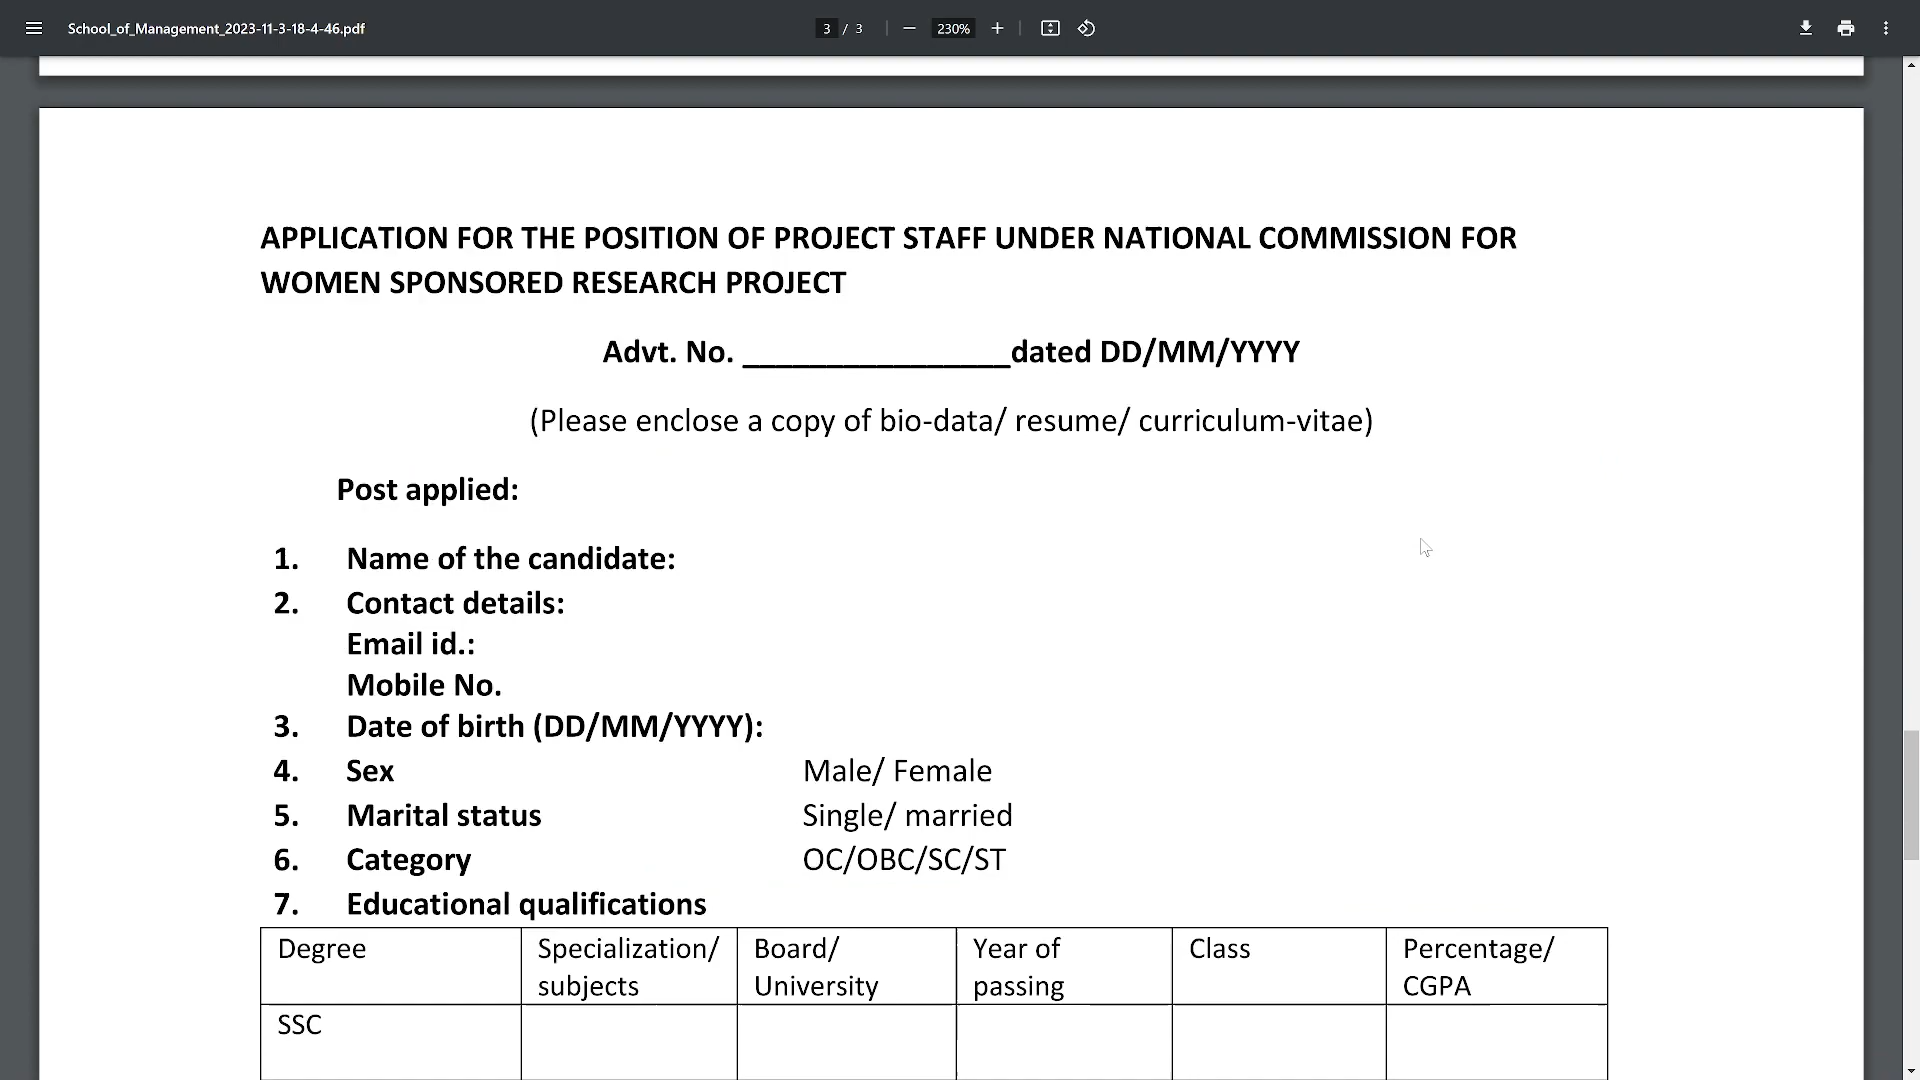 School_of_Management_2023-11-3-18-4-46.pdf
3 / 3
230%
APPLICATION FOR THE POSITION OF PROJECT STAFF UNDER NATIONAL COMMISSION FOR
WOMEN SPONSORED RESEARCH PROJECT
Advt. No. ________________dated DD/MM/YYYY
(Please enclose a copy of bio-data/ resume/ curriculum-vitae)
Post applied:
1. Name of the candidate:
2. Contact details:
Email id.:
Mobile No.
3. Date of birth (DD/MM/YYYY):
4. Sex Male/ Female
5. Marital status Single/ married
6. Category OC/OBC/SC/ST
7. Educational qualifications
Degree Specialization/ Board/ Year of Class Percentage/
subjects University passing CGPA
SSC